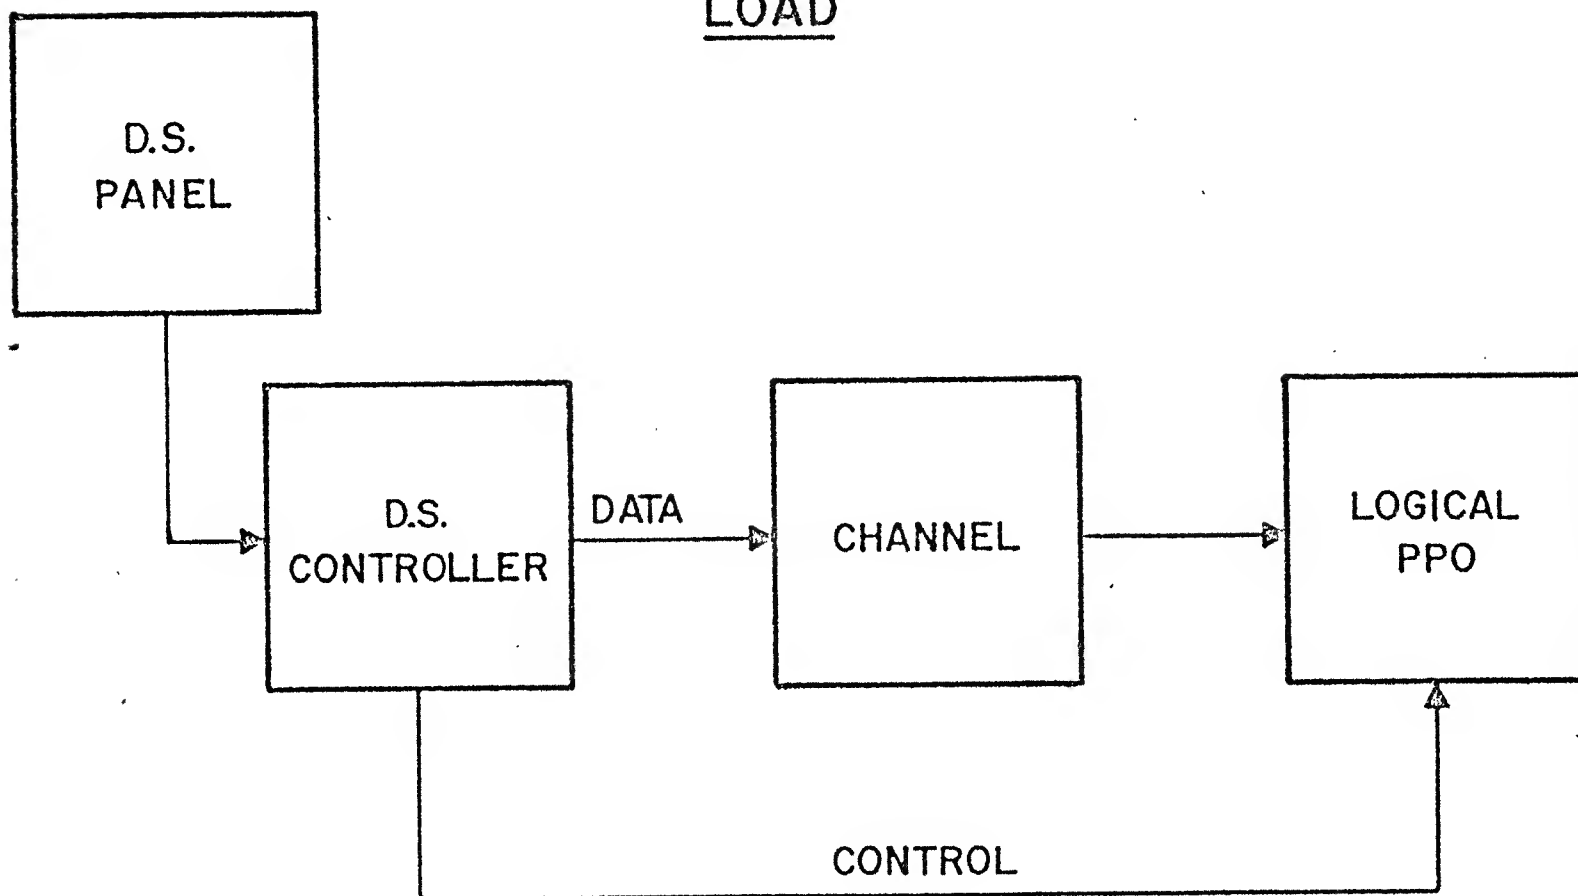 LOAD
D.S.
PANEL
D.S.
CONTROLLER
DATA
CHANNEL
LOGICAL
PPO
CONTROL